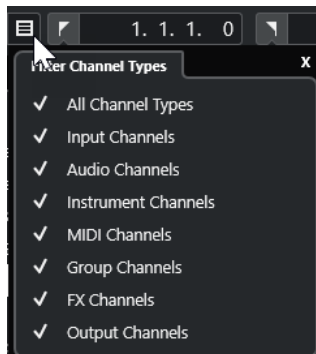 1. 1. 1. 0
Filter Channel Types
X
All Channel Types
Input Channels
Audio Channels
Instrument Channels
MIDI Channels
Group Channels
FX Channels
Output Channels